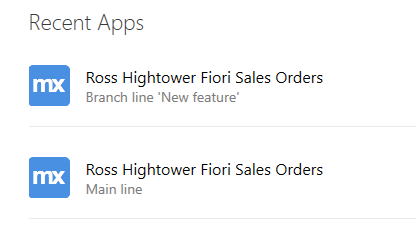 Recent Apps
mx
Ross Hightower Fiori Sales Orders
Branch line 'New feature'
mx
Ross Hightower Fiori Sales Orders
Main line